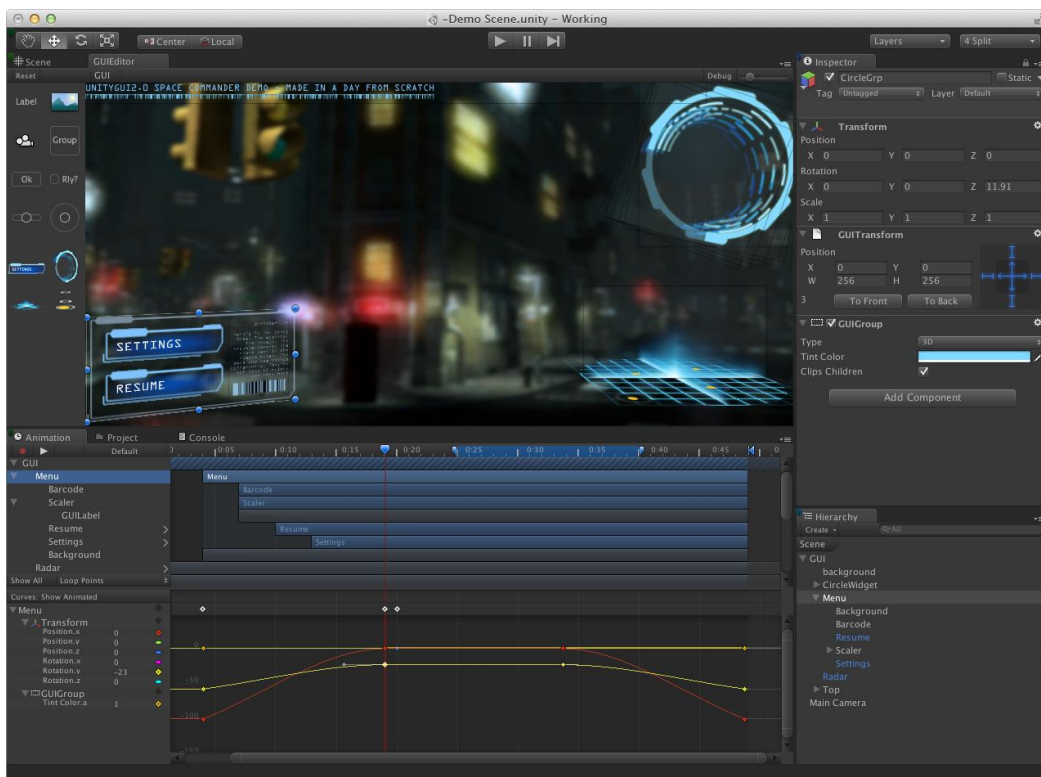 -Demo Scene.unity - Working
Center Local
Layers
4 Split
Scene
GUIEditor
Reset
GUI
Debug
UNITYGUI2.0 SPACE COMMANDER DEMO MADE IN A DAY FROM SCRATCH
Label
Group
Ok
Rly?
SETTINGS
SETTINGS
RESUME
Inspector
CircleGrp
Static
Tag Untagged Layer Default
Transform
Position
X 0 Y 0 Z 0
Rotation
X 0 Y 0 Z 11.91
Scale
X 1 Y 1 Z 1
GUITransform
Position
X 0 Y 0
W 256 H 256
3 To Front To Back
GUIGroup
Type 3D
Tint Color
Clips Children
Add Component
Animation Project Console
Default
0:05 0:10 0:15 0:20 0:25 0:30 0:35 0:40 0:45
GUI
Menu
Barcode
Scaler
GUILabel
Resume
Settings
Background
Radar
Menu
Barcode
Scaler
Resume
Settings
Show All Loop Points
Curves: Show Animated
Menu
Transform
Position.x 0
Position.y 0
Position.z 0
Rotation.x 0
Rotation.y -23
Rotation.z 0
GUIGroup
Tint Color.a 1
0
-50
-100
-150
Hierarchy
Create
All
Scene
GUI
background
CircleWidget
Menu
Background
Barcode
Resume
Scaler
Settings
Radar
Top
Main Camera